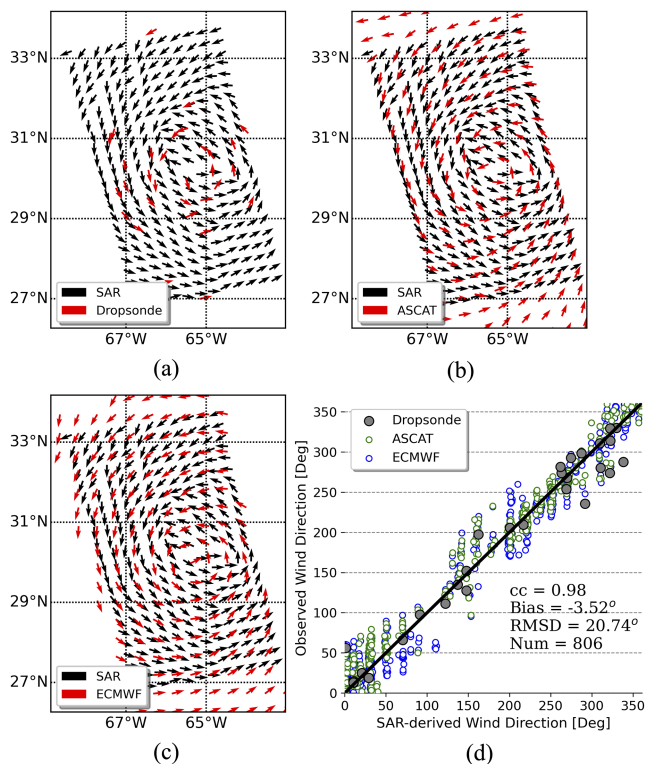 33°N
31°N
29°N
27°N
SAR
Dropsonde
67°W 65°W
(a)
33°N
31°N
29°N
27°N
SAR
ASCAT
67°W 65°W
(b)
33°N
31°N
29°N
27°N
SAR
ECMWF
67°W 65°W
(c)
Observed Wind Direction [Deg]
350
300
250
200
150
100
50
0
Dropsonde
ASCAT
ECMWF
cc = 0.98
Bias = -3.52°
RMSD = 20.74°
Num = 806
0 50 100 150 200 250 300 350
SAR-derived Wind Direction [Deg]
(d)